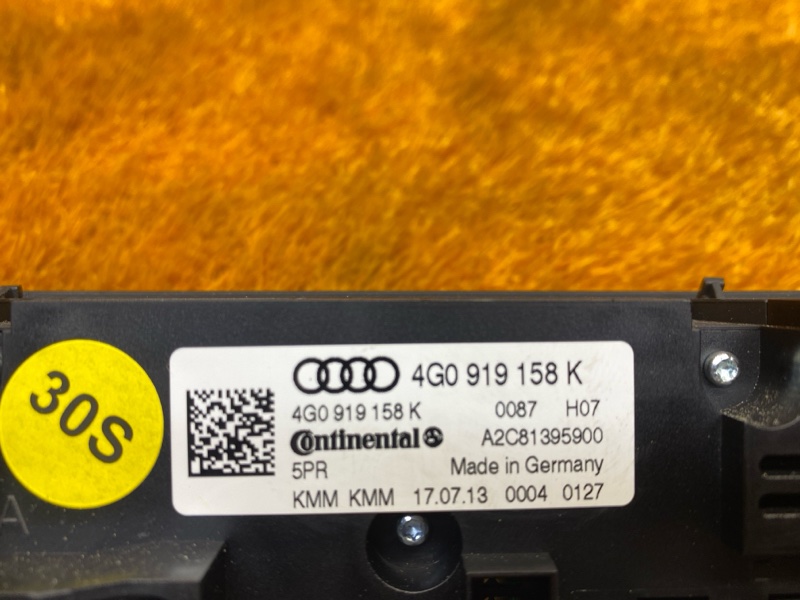 30S
4G0 919 158 K
4G0 919 158 K 0087 H07
Continental A2C81395900
5PR Made in Germany
KMM KMM 17.07.13 0004 0127
A